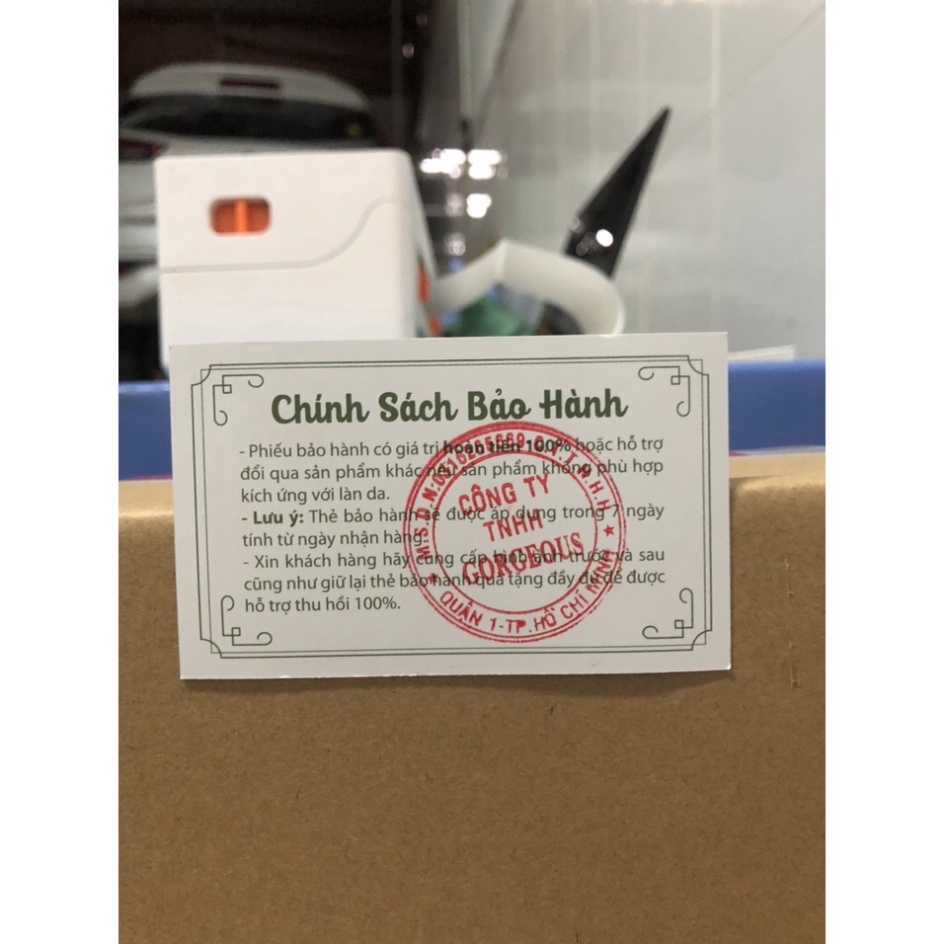 Chính Sách Bảo Hành
- Phiếu bảo hành có giá trị hoàn tiền 100% hoặc hỗ trợ
đổi qua sản phẩm khác nếu sản phẩm không phù hợp
kích ứng với làn da.
- Lưu ý: Thẻ bảo hành sẽ được áp dụng trong 7 ngày
tính từ ngày nhận hàng.
- Xin khách hàng hãy cung cấp hình ảnh trước và sau
cũng như giữ lại thẻ bảo hành quà tặng đầy đủ để được
hỗ trợ thu hồi 100%.
CÔNG TY
TNHH
GORGEOUS
QUẬN 1-TP.HỒ CHÍ MINH